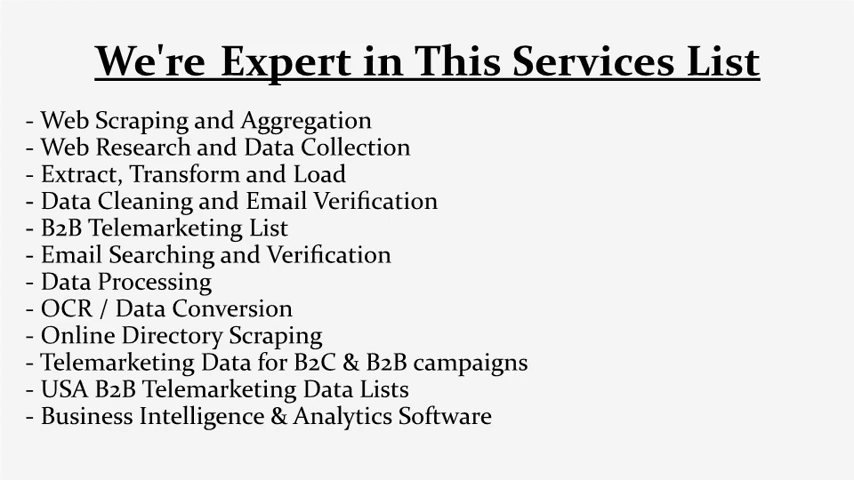 We're Expert in This Services List
- Web Scraping and Aggregation
- Web Research and Data Collection
- Extract, Transform and Load
- Data Cleaning and Email Verification
- B2B Telemarketing List
- Email Searching and Verification
- Data Processing
- OCR / Data Conversion
- Online Directory Scraping
- Telemarketing Data for B2C & B2B campaigns
- USA B2B Telemarketing Data Lists
- Business Intelligence & Analytics Software